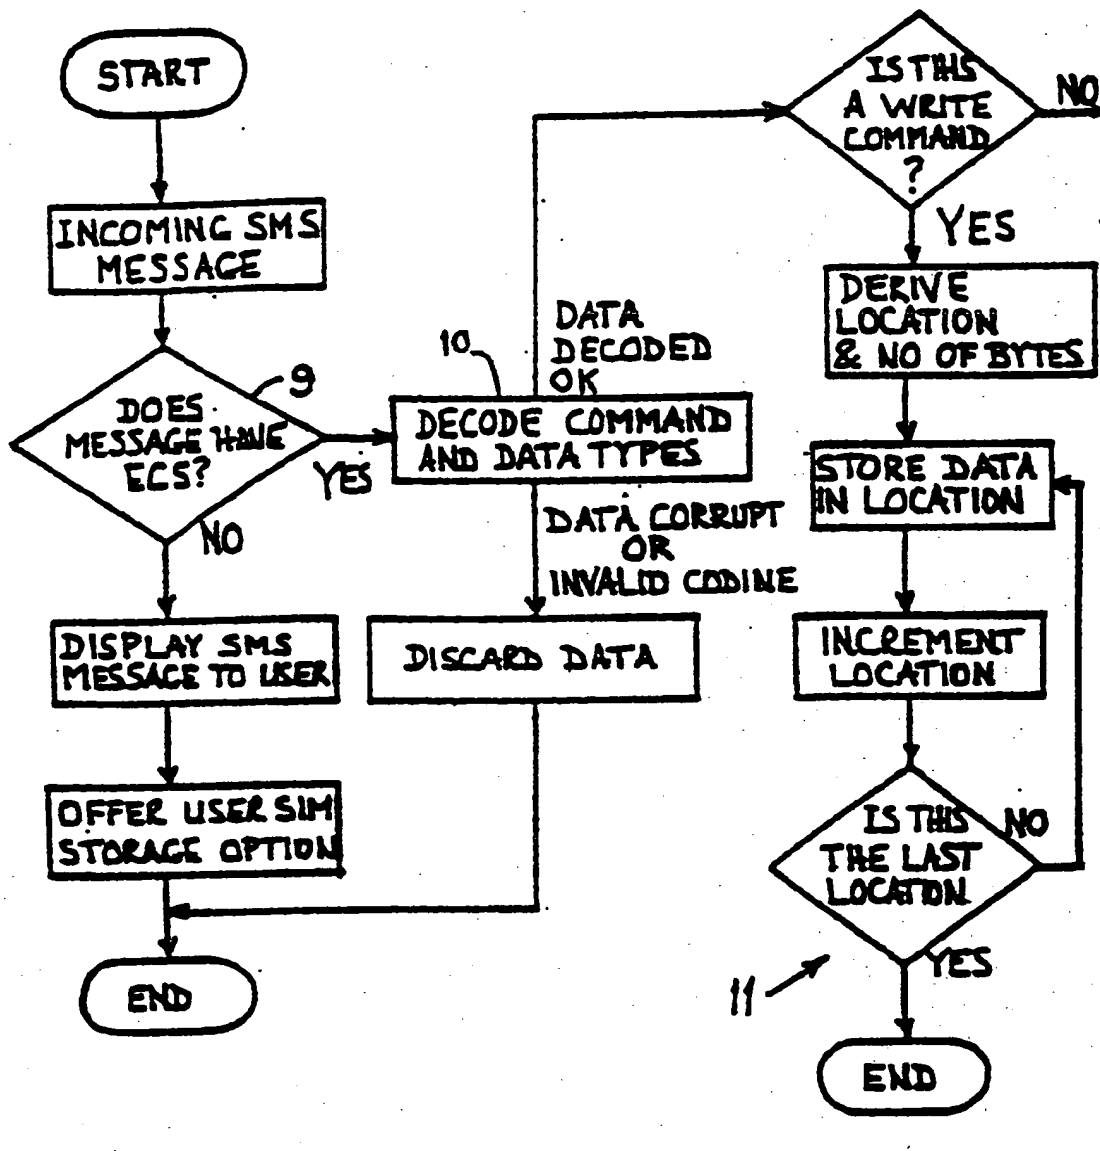 START
INCOMING SMS
MESSAGE
9
DOES
MESSAGE HAVE
ECS?
YES
NO
DISPLAY SMS
MESSAGE TO USER
OFFER USER SIM
STORAGE OPTION
END
10
DATA
DECODED
OK
DECODE COMMAND
AND DATA TYPES
DATA CORRUPT
OR
INVALID CODINE
DISCARD DATA
IS THIS
A WRITE
COMMAND
?
NO
YES
DERIVE
LOCATION
& NO OF BYTES
STORE DATA
IN LOCATION
INCREMENT
LOCATION
IS THIS
THE LAST
LOCATION
NO
YES
11
END